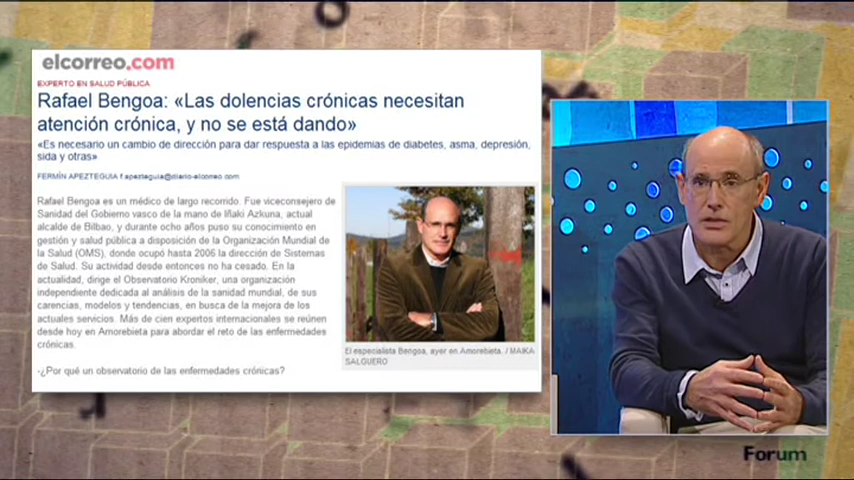 elcorreo.com
EXPERTO EN SALUD PÚBLICA
Rafael Bengoa: «Las dolencias crónicas necesitan
atención crónica, y no se está dando»
«Es necesario un cambio de dirección para dar respuesta a las epidemias de diabetes, asma, depresión,
sida y otras»
FERMÍN APEZTEGUIA f.apezteguia@diario-elcorreo.com
Rafael Bengoa es un médico de largo recorrido. Fue viceconsejero de
Sanidad del Gobierno vasco de la mano de Iñaki Azkuna, actual
alcalde de Bilbao, y durante ocho años puso su conocimiento en
gestión y salud pública a disposición de la Organización Mundial de
la Salud (OMS), donde ocupó hasta 2006 la dirección de Sistemas
de Salud. Su actividad desde entonces no ha cesado. En la
actualidad, dirige el Observatorio Kroniker, una organización
independiente dedicada al análisis de la sanidad mundial, de sus
carencias, modelos y tendencias, en busca de la mejora de los
actuales servicios. Más de cien expertos internacionales se reúnen
desde hoy en Amorebieta para abordar el reto de las enfermedades
crónicas.
-¿Por qué un observatorio de las enfermedades crónicas?
El especialista Bengoa, ayer en Amorebieta. / MAIKA
SALGUERO
Forum